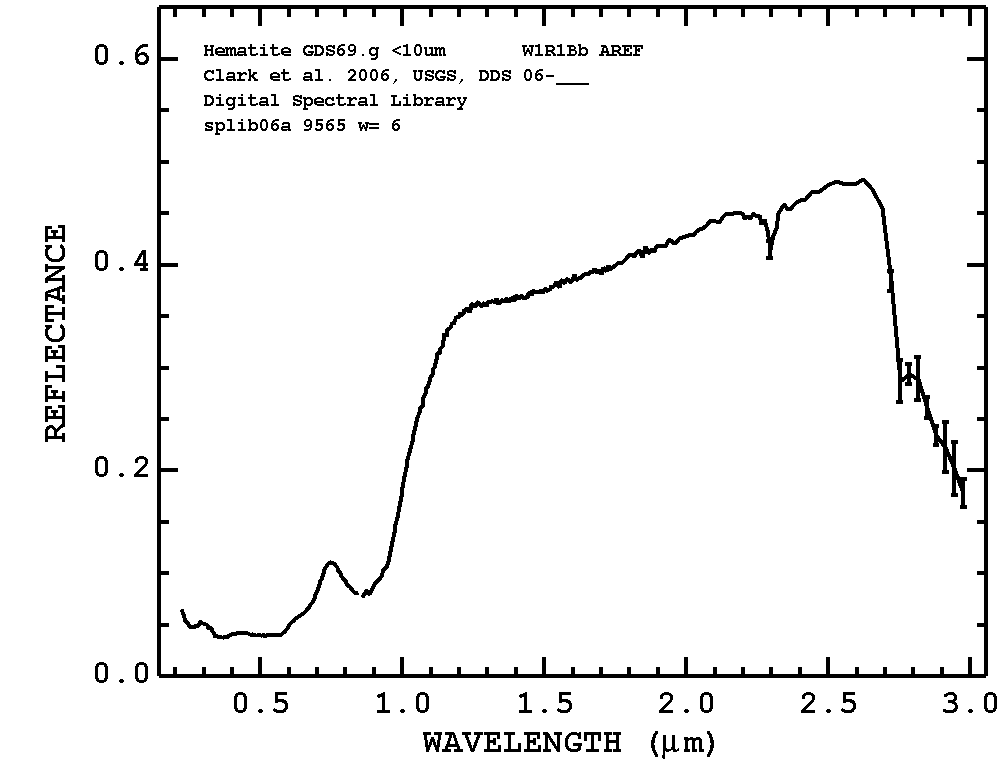 Hematite GDS69.g <10um W1R1Bb AREF
Clark et al. 2006, USGS, DDS 06-___
Digital Spectral Library
splib06a 9565 w= 6
REFLECTANCE
0.6
0.4
0.2
0.0
0.5 1.0 1.5 2.0 2.5 3.0
WAVELENGTH (μm)